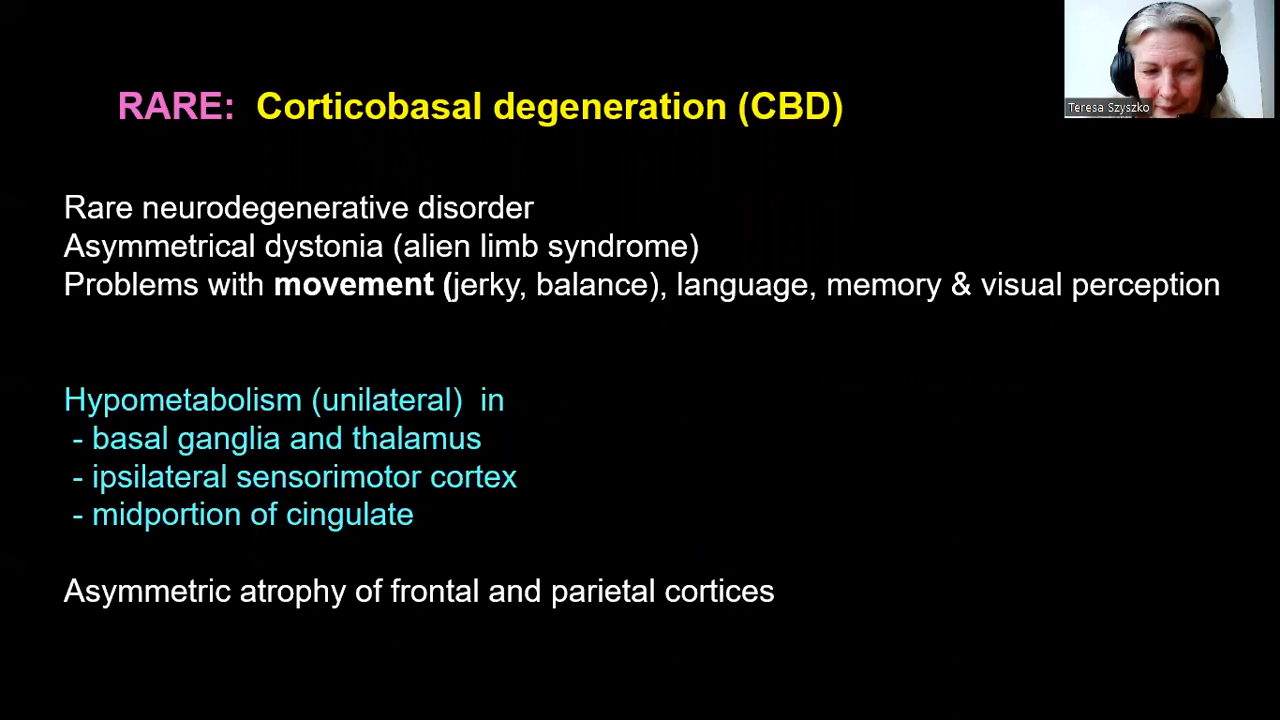 Teresa Szyszko
RARE: Corticobasal degeneration (CBD)
Rare neurodegenerative disorder
Asymmetrical dystonia (alien limb syndrome)
Problems with movement (jerky, balance), language, memory & visual perception
Hypometabolism (unilateral) in
- basal ganglia and thalamus
- ipsilateral sensorimotor cortex
- midportion of cingulate
Asymmetric atrophy of frontal and parietal cortices